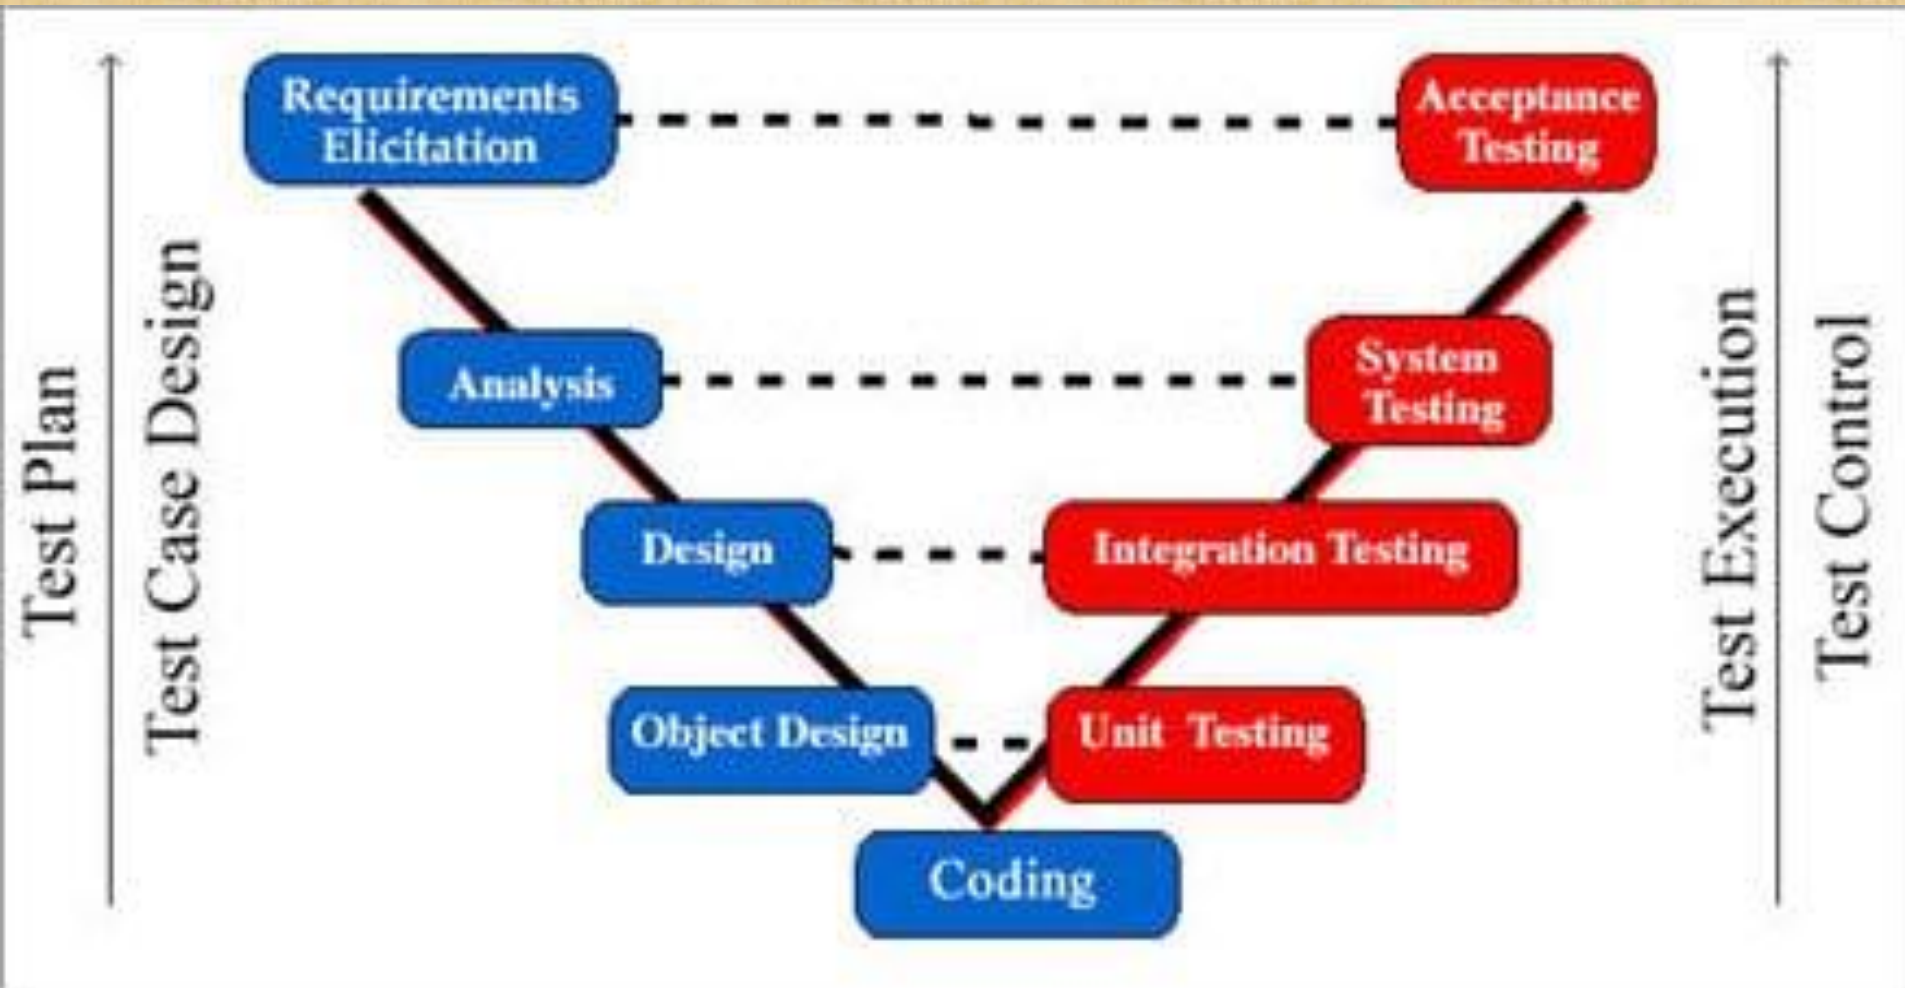 Test Plan
Test Case Design
Requirements
Elicitation
Acceptance
Testing
Analysis
System
Testing
Design
Integration Testing
Object Design
Unit Testing
Coding
Test Execution
Test Control